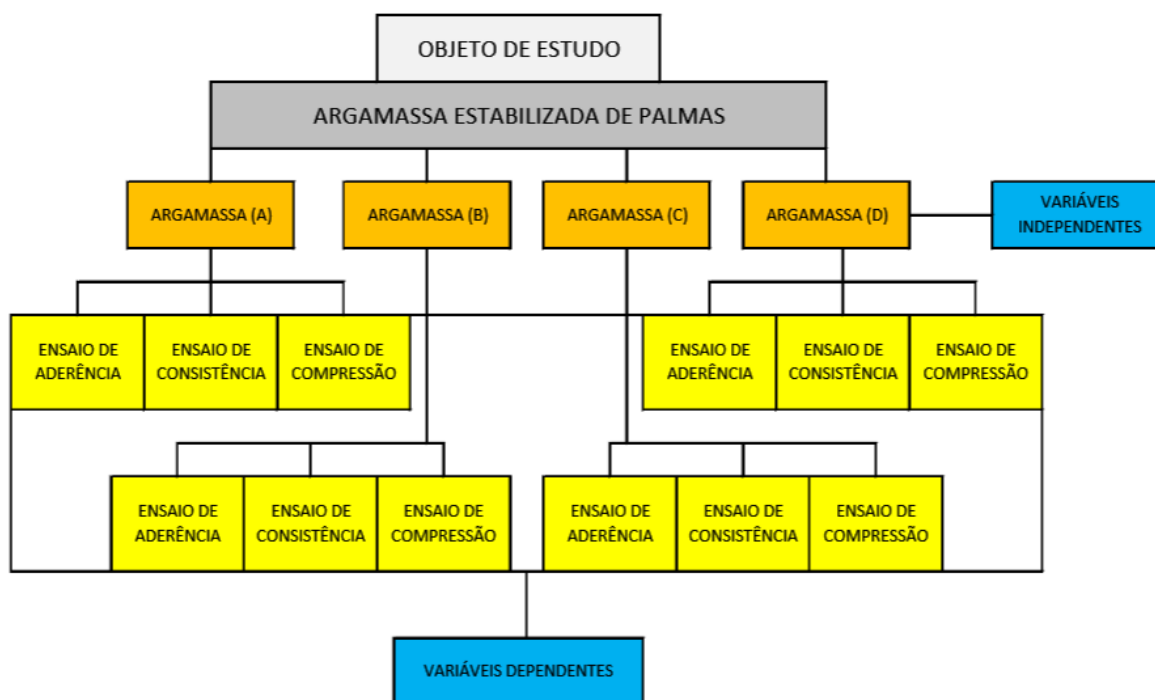 OBJETO DE ESTUDO
ARGAMASSA ESTABILIZADA DE PALMAS
ARGAMASSA (A)
ARGAMASSA (B)
ARGAMASSA (C)
ARGAMASSA (D)
VARIÁVEIS
INDEPENDENTES
ENSAIO DE
ADERÊNCIA
ENSAIO DE
CONSISTÊNCIA
ENSAIO DE
COMPRESSÃO
ENSAIO DE
ADERÊNCIA
ENSAIO DE
CONSISTÊNCIA
ENSAIO DE
COMPRESSÃO
ENSAIO DE
ADERÊNCIA
ENSAIO DE
CONSISTÊNCIA
ENSAIO DE
COMPRESSÃO
ENSAIO DE
ADERÊNCIA
ENSAIO DE
CONSISTÊNCIA
ENSAIO DE
COMPRESSÃO
VARIÁVEIS DEPENDENTES